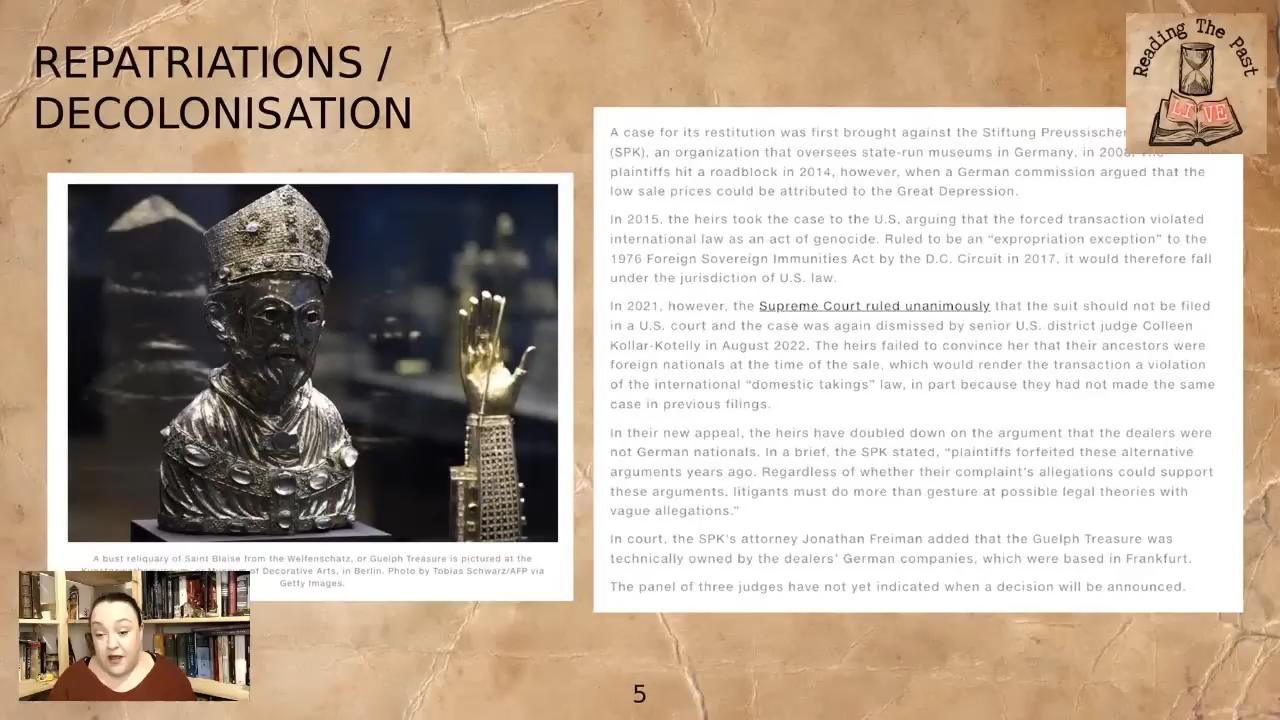 REPATRIATIONS /
DECOLONISATION
Reading The Past
LIVE
A case for its restitution was first brought against the Stiftung Preussischer
(SPK), an organization that oversees state-run museums in Germany, in
plaintiffs hit a roadblock in 2014, however, when a German commission argued that the
low sale prices could be attributed to the Great Depression.
In 2015, the heirs took the case to the U.S, arguing that the forced transaction violated
international law as an act of genocide. Ruled to be an “expropriation exception” to the
1976 Foreign Sovereign Immunities Act by the D.C. Circuit in 2017, it would therefore fall
under the jurisdiction of U.S. law.
In 2021, however, the Supreme Court ruled unanimously that the suit should not be filed
in a U.S. court and the case was again dismissed by senior U.S. district judge Colleen
Kollar-Kotelly in August 2022. The heirs failed to convince her that their ancestors were
foreign nationals at the time of the sale, which would render the transaction a violation
of the international “domestic takings” law, in part because they had not made the same
case in previous filings.
In their new appeal, the heirs have doubled down on the argument that the dealers were
not German nationals. In a brief, the SPK stated, “plaintiffs forfeited these alternative
arguments years ago. Regardless of whether their complaint’s allegations could support
these arguments, litigants must do more than gesture at possible legal theories with
vague allegations.”
In court, the SPK’s attorney Jonathan Freiman added that the Guelph Treasure was
technically owned by the dealers’ German companies, which were based in Frankfurt.
The panel of three judges have not yet indicated when a decision will be announced.
A bust reliquary of Saint Blaise from the Welfenschatz, or Guelph Treasure is pictured at the
of Decorative Arts, in Berlin. Photo by Tobias Schwarz/AFP via
Getty Images.
5